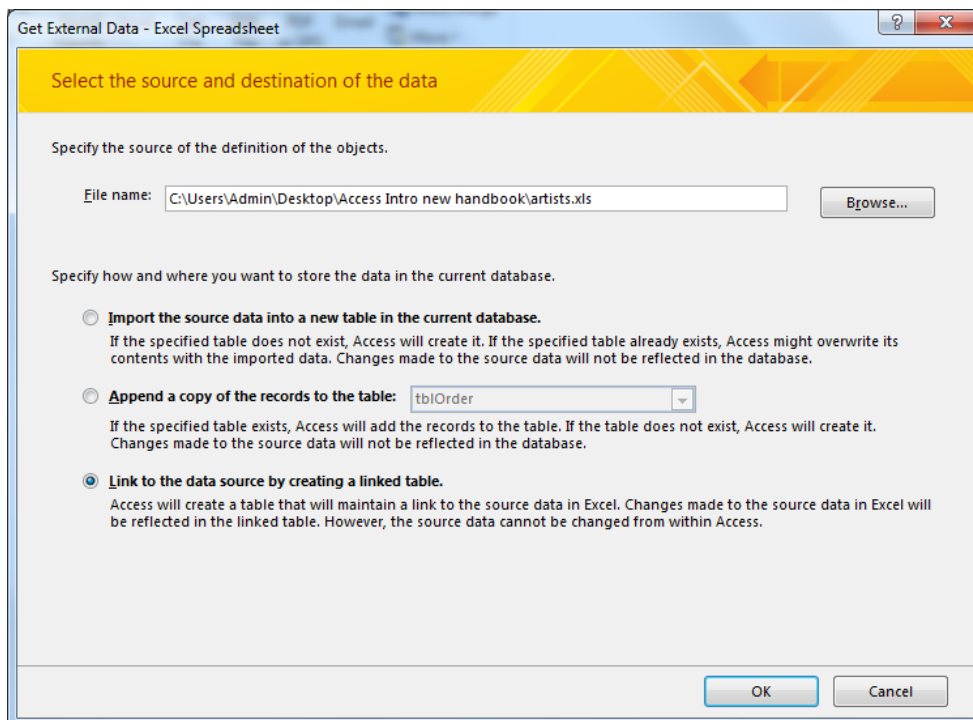 Get External Data - Excel Spreadsheet
Select the source and destination of the data
Specify the source of the definition of the objects.
File name: C:\Users\Admin\Desktop\Access Intro new handbook\artists.xls Browse...
Specify how and where you want to store the data in the current database.
Import the source data into a new table in the current database.
If the specified table does not exist, Access will create it. If the specified table already exists, Access might overwrite its
contents with the imported data. Changes made to the source data will not be reflected in the database.
Append a copy of the records to the table: tblOrder
If the specified table exists, Access will add the records to the table. If the table does not exist, Access will create it.
Changes made to the source data will not be reflected in the database.
Link to the data source by creating a linked table.
Access will create a table that will maintain a link to the source data in Excel. Changes made to the source data in Excel will
be reflected in the linked table. However, the source data cannot be changed from within Access.
OK Cancel